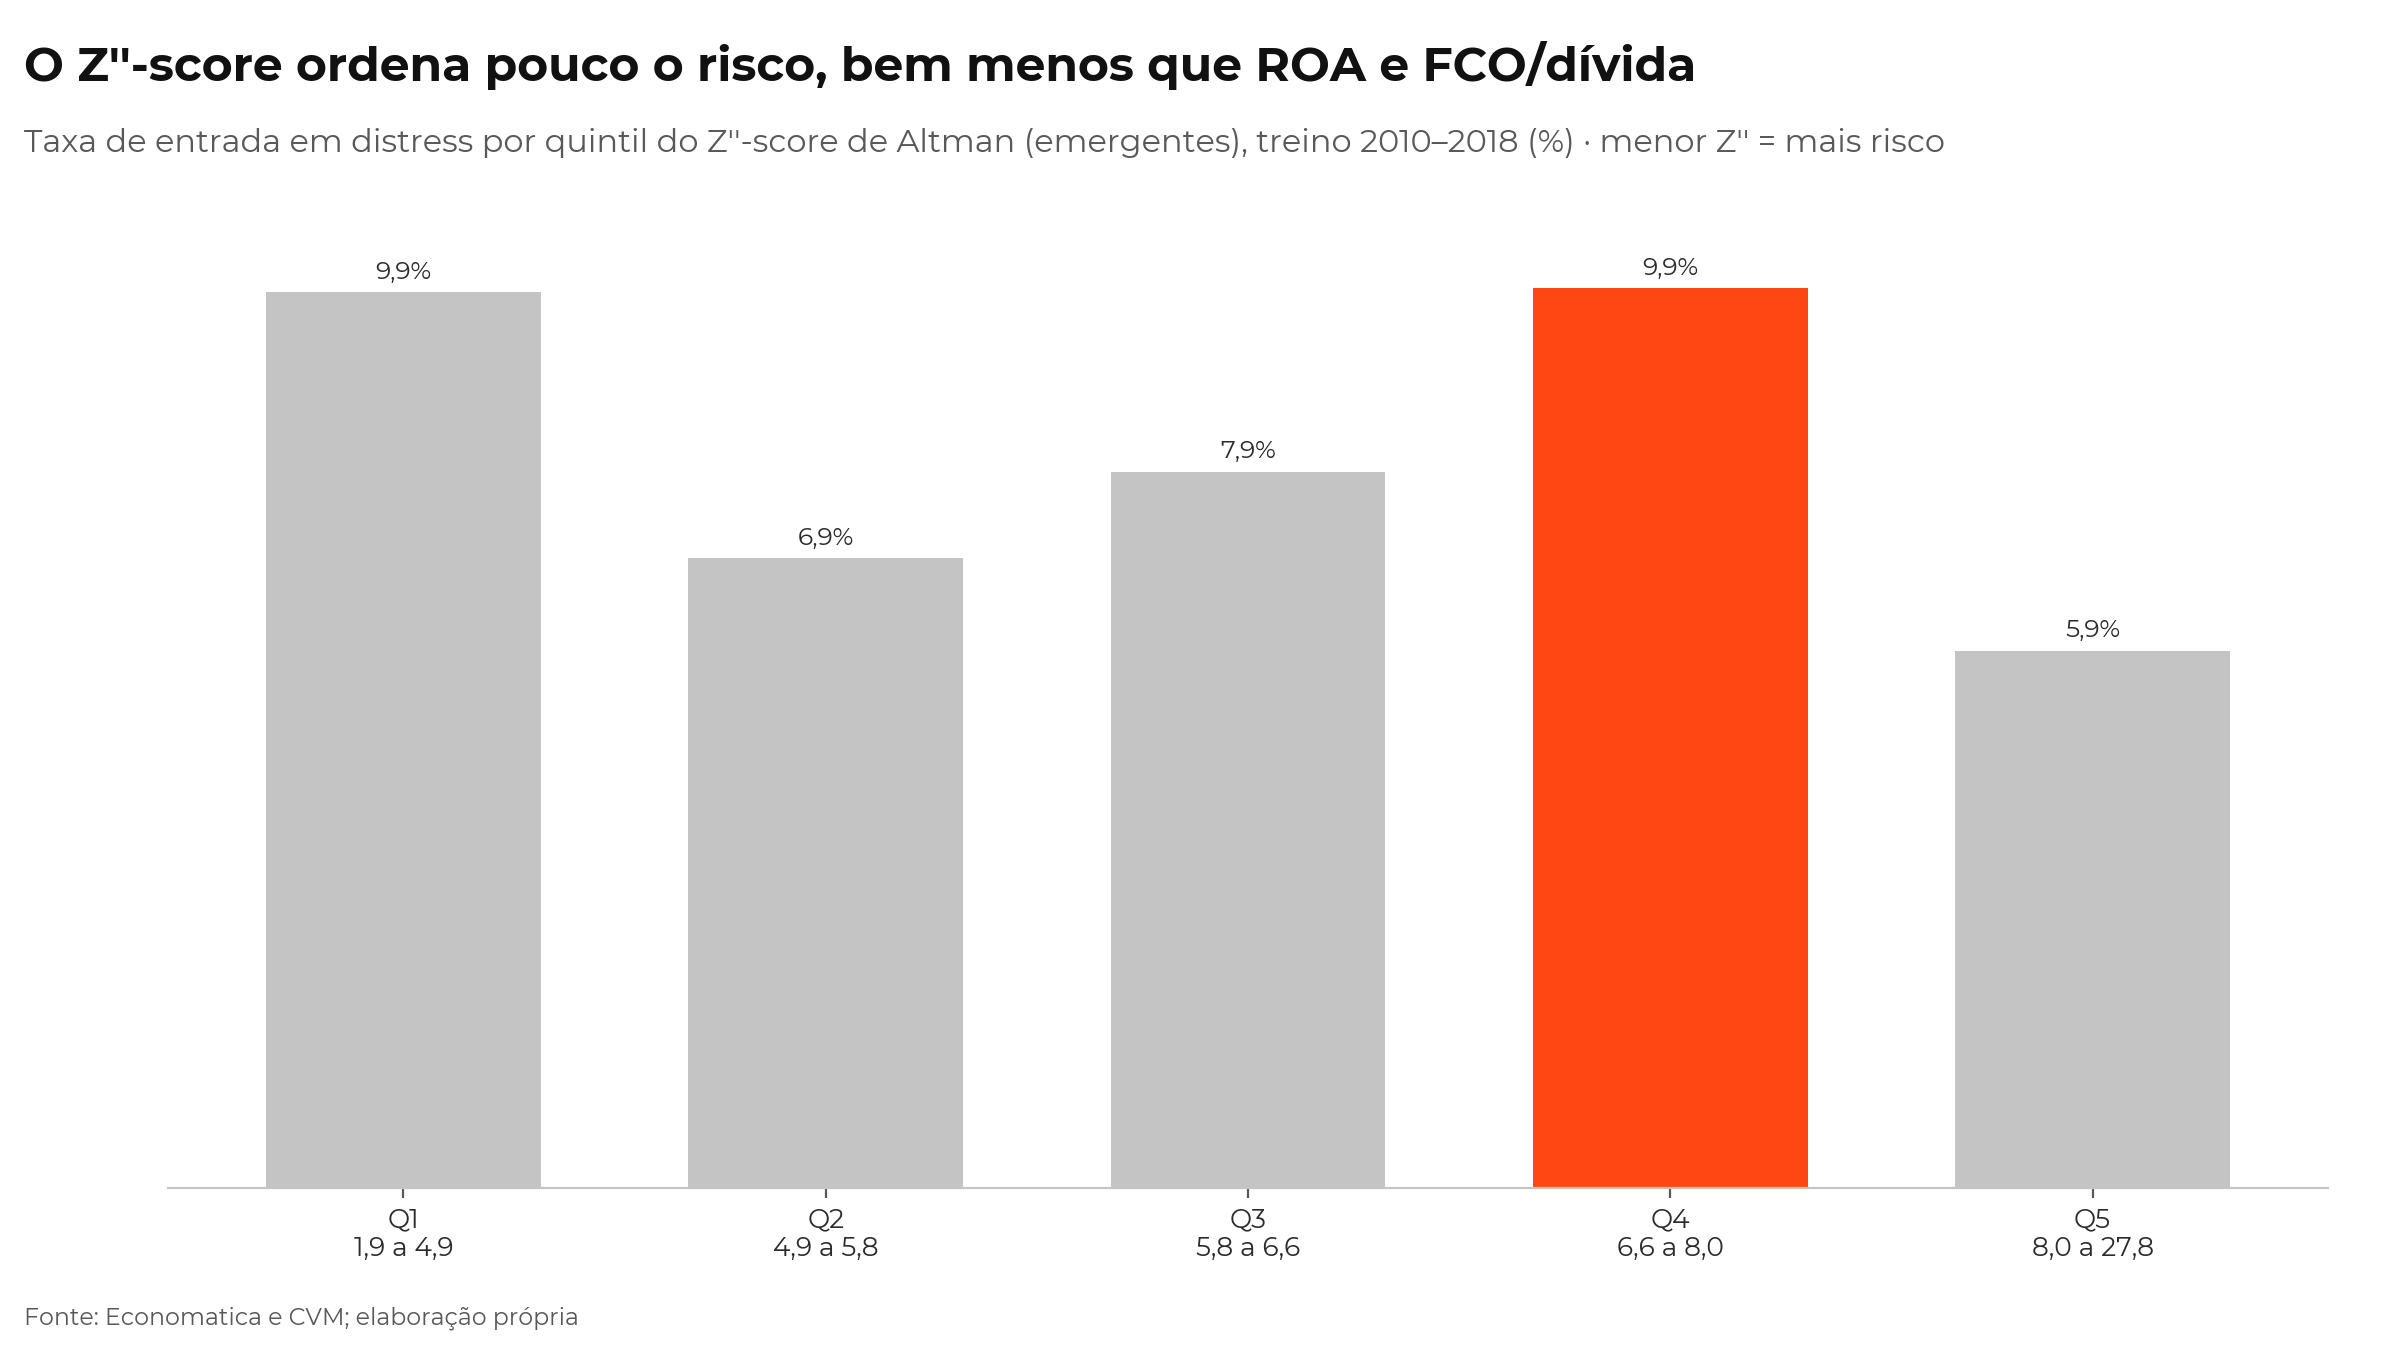 O Z"-score ordena pouco o risco, bem menos que ROA e FCO/dívida
Taxa de entrada em distress por quintil do Z"-score de Altman (emergentes), treino 2010–2018 (%) · menor Z" = mais risco
9,9%
6,9%
7,9%
9,9%
5,9%
Q1
1,9 a 4,9
Q2
4,9 a 5,8
Q3
5,8 a 6,6
Q4
6,6 a 8,0
Q5
8,0 a 27,8
Fonte: Economatica e CVM; elaboração própria